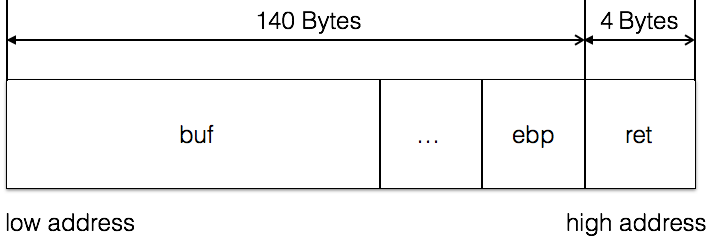 140 Bytes 4 Bytes
buf ... ebp ret
low address high address